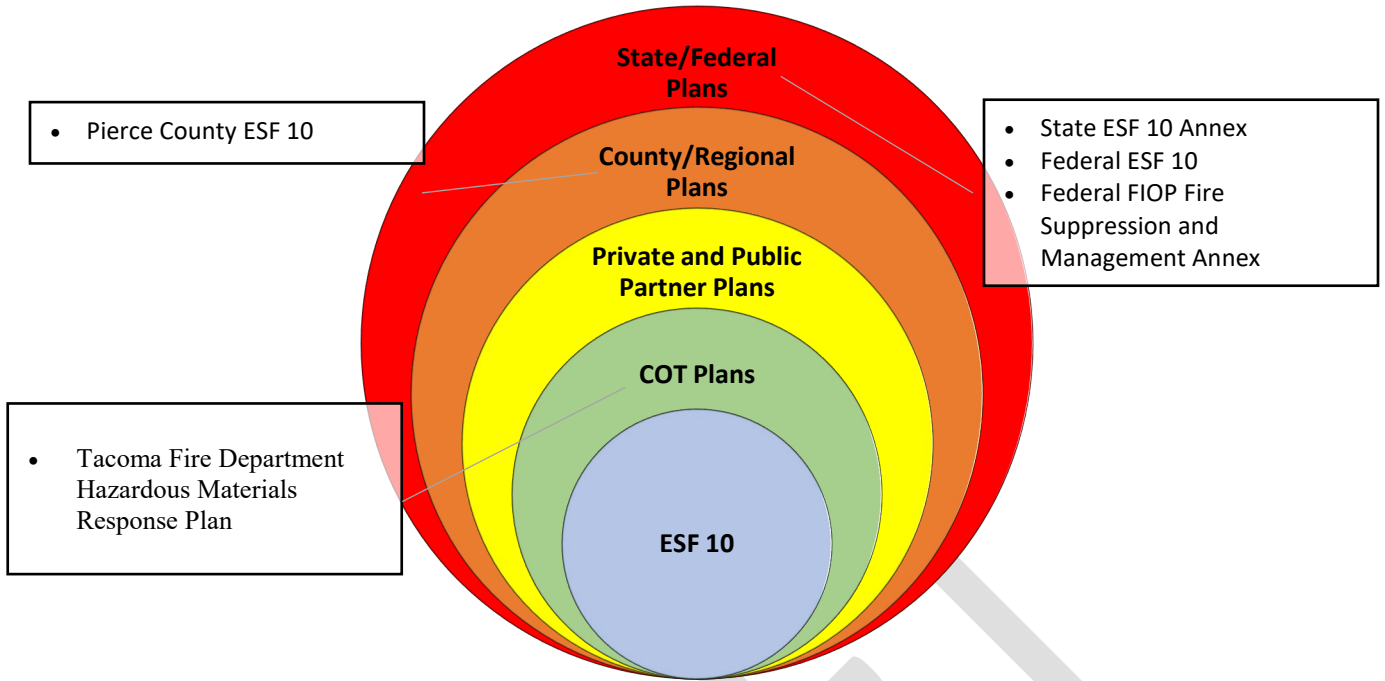 State/Federal
Plans
• Pierce County ESF 10
County/Regional
Plans
• State ESF 10 Annex
• Federal ESF 10
• Federal FIOP Fire
Suppression and
Management Annex
Private and Public
Partner Plans
COT Plans
• Tacoma Fire Department
Hazardous Materials
Response Plan
ESF 10